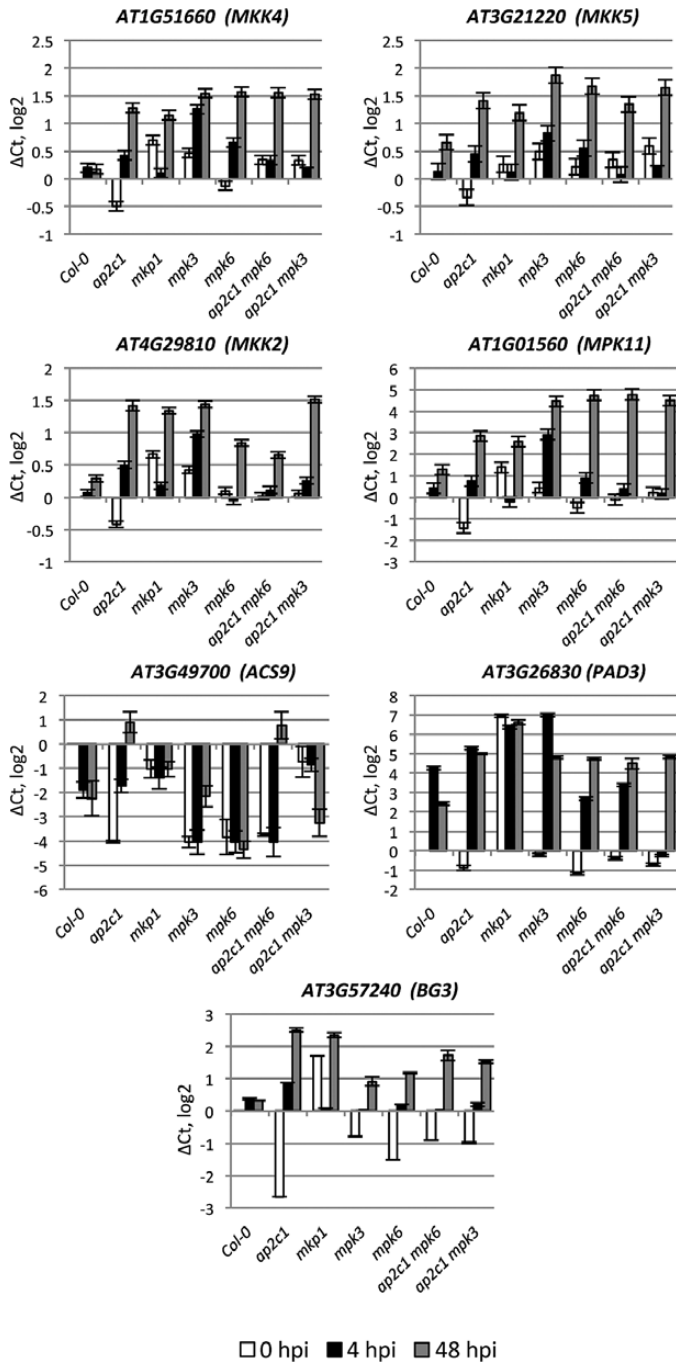 AT1G51660 (MKK4)
ΔCt, log2
2.5
2
1.5
1
0.5
0
-0.5
-1
Col-0
ap2c1
mkp1
mpk3
mpk6
ap2c1 mpk6
ap2c1 mpk3
AT3G21220 (MKK5)
ΔCt, log2
2.5
2
1.5
1
0.5
0
-0.5
-1
Col-0
ap2c1
mkp1
mpk3
mpk6
ap2c1 mpk6
ap2c1 mpk3
AT4G29810 (MKK2)
ΔCt, log2
2
1.5
1
0.5
0
-0.5
-1
Col-0
ap2c1
mkp1
mpk3
mpk6
ap2c1 mpk6
ap2c1 mpk3
AT1G01560 (MPK11)
ΔCt, log2
6
5
4
3
2
1
0
-1
-2
-3
Col-0
ap2c1
mkp1
mpk3
mpk6
ap2c1 mpk6
ap2c1 mpk3
AT3G49700 (ACS9)
ΔCt, log2
2
1
0
-1
-2
-3
-4
-5
-6
Col-0
ap2c1
mkp1
mpk3
mpk6
ap2c1 mpk6
ap2c1 mpk3
AT3G26830 (PAD3)
ΔCt, log2
8
7
6
5
4
3
2
1
0
-1
-2
Col-0
ap2c1
mkp1
mpk3
mpk6
ap2c1 mpk6
ap2c1 mpk3
AT3G57240 (BG3)
ΔCt, log2
3
2
1
0
-1
-2
-3
Col-0
ap2c1
mkp1
mpk3
mpk6
ap2c1 mpk6
ap2c1 mpk3
0 hpi 4 hpi 48 hpi